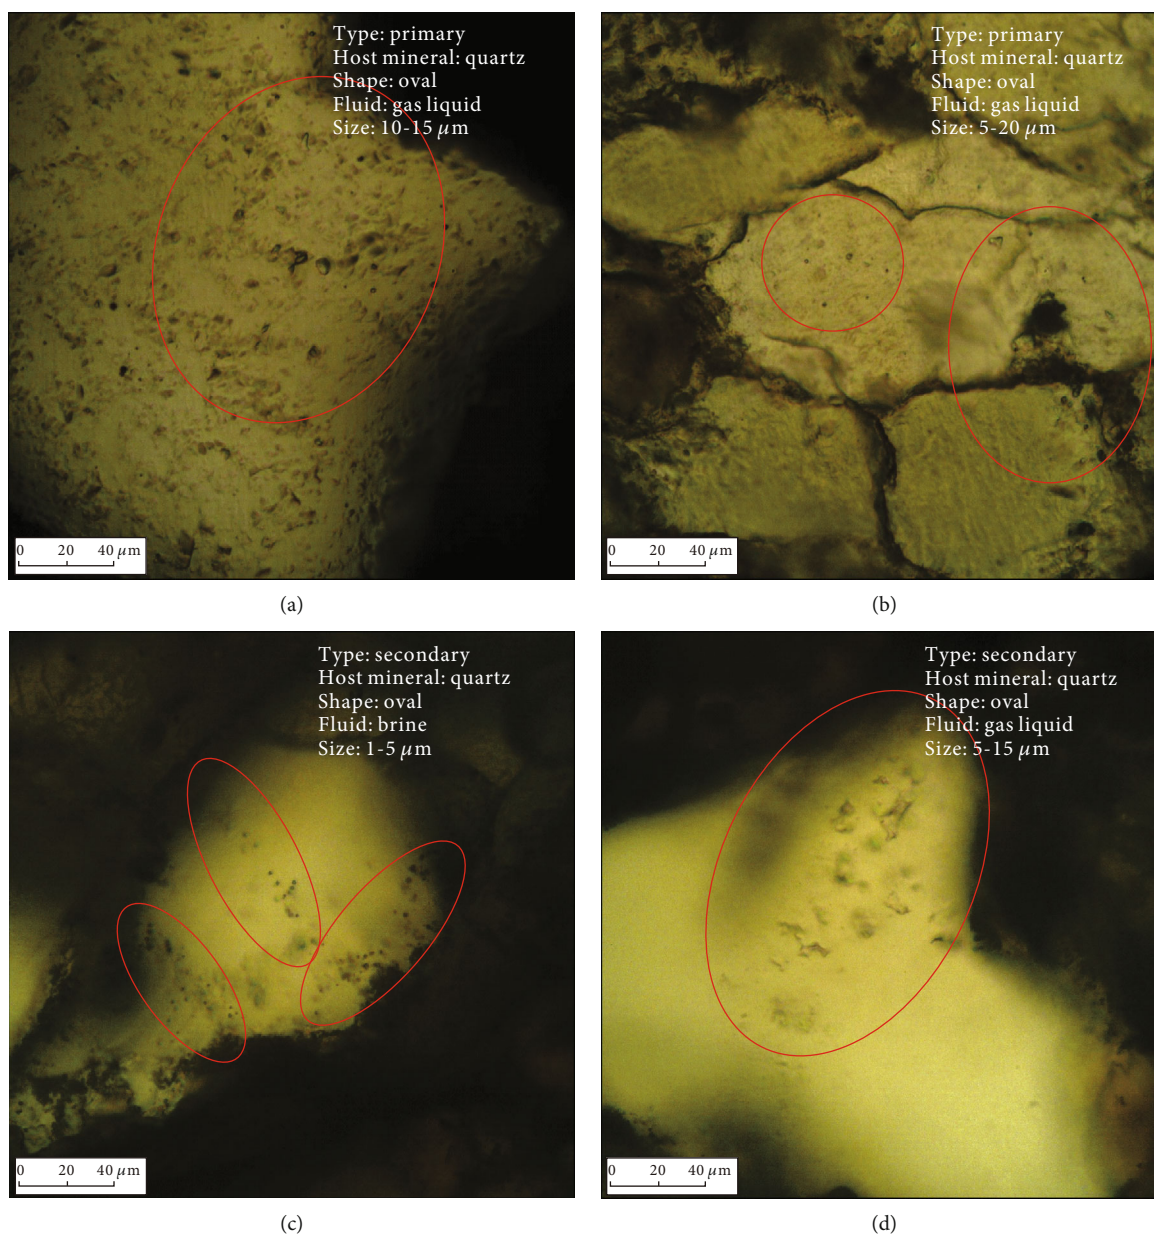 Type: primary
Host mineral: quartz
Shape: oval
Fluid: gas liquid
Size: 10-15 μm
0 20 40 μm
(a)
Type: primary
Host mineral: quartz
Shape: oval
Fluid: gas liquid
Size: 5-20 μm
0 20 40 μm
(b)
Type: secondary
Host mineral: quartz
Shape: oval
Fluid: brine
Size: 1-5 μm
0 20 40 μm
(c)
Type: secondary
Host mineral: quartz
Shape: oval
Fluid: gas liquid
Size: 5-15 μm
0 20 40 μm
(d)